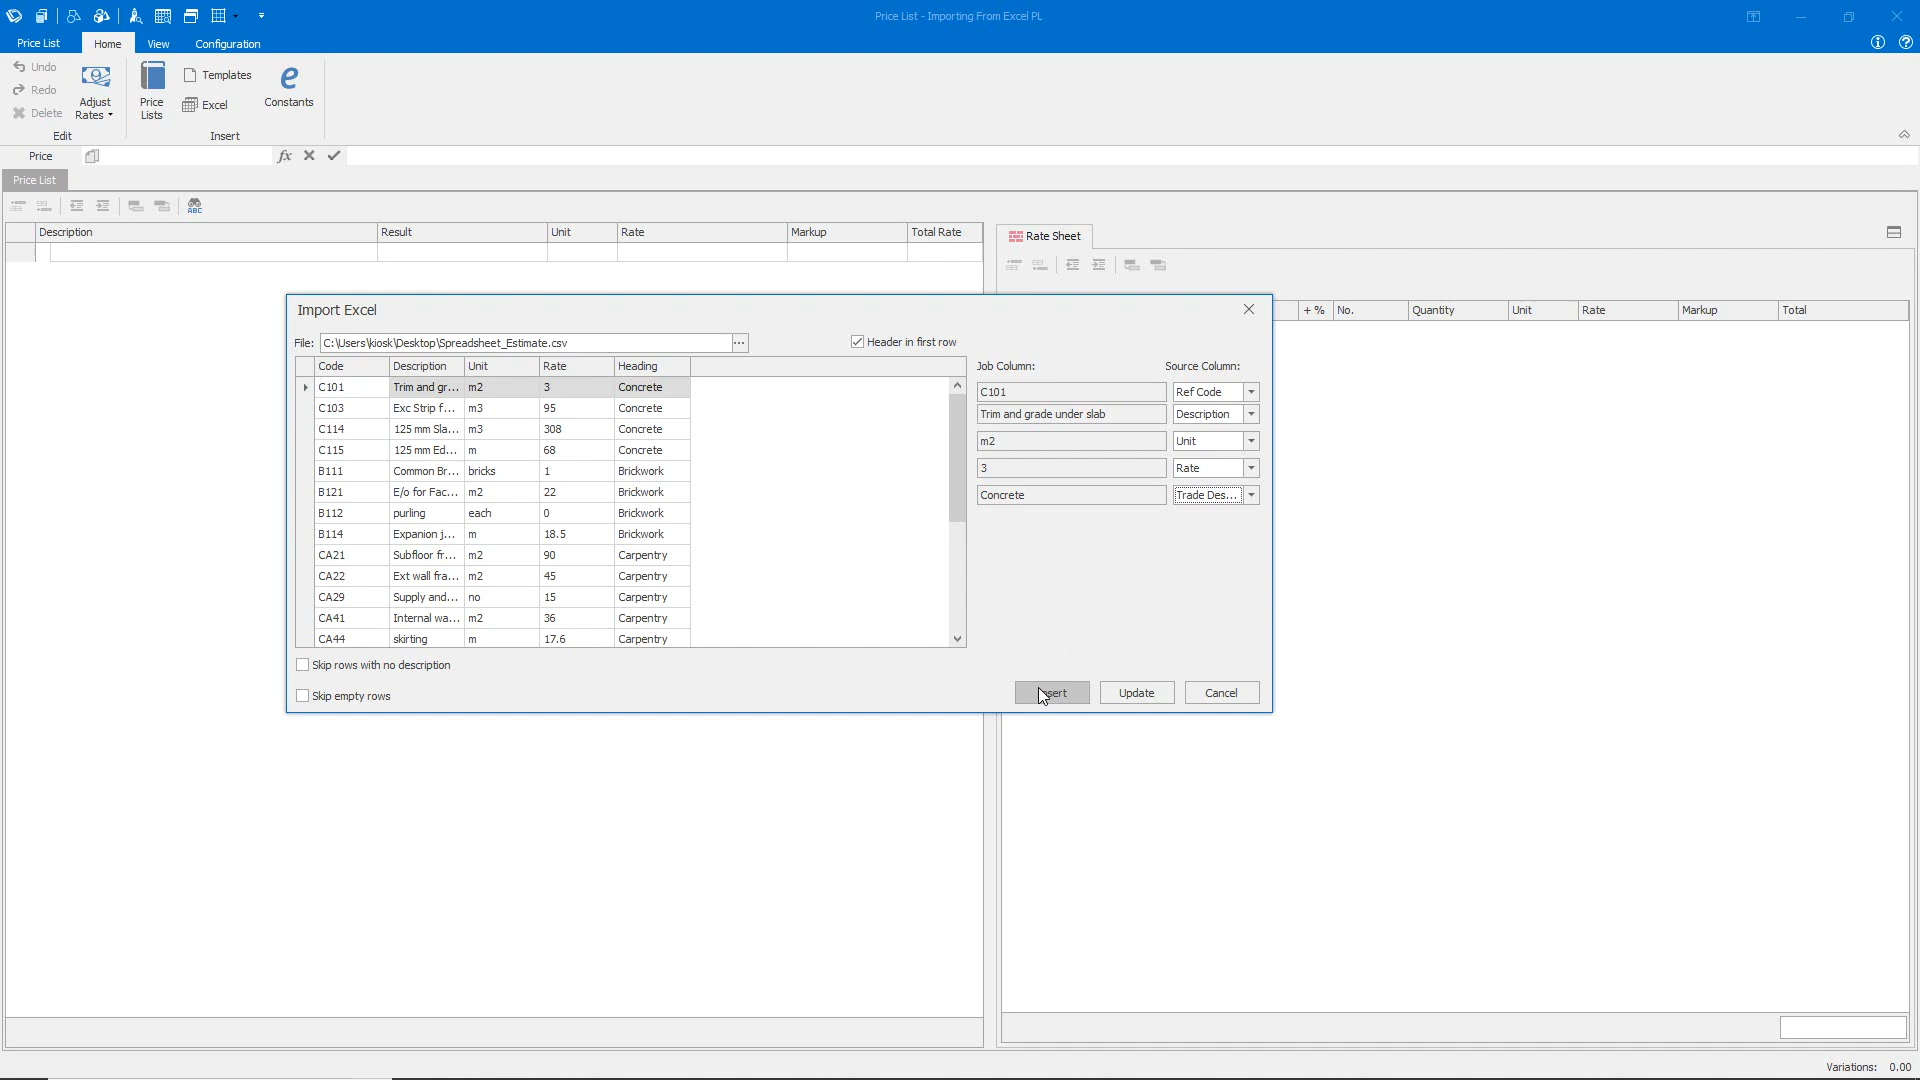 Price List - Importing From Excel PL
Price List Home View Configuration
Undo
Redo
Delete
Adjust
Rates
Edit
Price
Lists
Templates
Excel
Constants
Insert
Price
fx
Price List
ABC
Description Result Unit Rate Markup Total Rate
Rate Sheet
+ % No. Quantity Unit Rate Markup Total
Import Excel
File: C:\Users\kiosk\Desktop\Spreadsheet_Estimate.csv
Header in first row
Code Description Unit Rate Heading
C101 Trim and gr... m2 3 Concrete
C103 Exc Strip f... m3 95 Concrete
C114 125 mm Sla... m3 308 Concrete
C115 125 mm Ed... m 68 Concrete
B111 Common Br... bricks 1 Brickwork
B121 E/o for Fac... m2 22 Brickwork
B112 purling each 0 Brickwork
B114 Expanion j... m 18.5 Brickwork
CA21 Subfloor fr... m2 90 Carpentry
CA22 Ext wall fra... m2 45 Carpentry
CA29 Supply and... no 15 Carpentry
CA41 Internal wa... m2 36 Carpentry
CA44 skirting m 17.6 Carpentry
Job Column: Source Column:
C101 Ref Code
Trim and grade under slab Description
m2 Unit
3 Rate
Concrete Trade Des...
Skip rows with no description
Skip empty rows
Update Cancel
Variations: 0.00